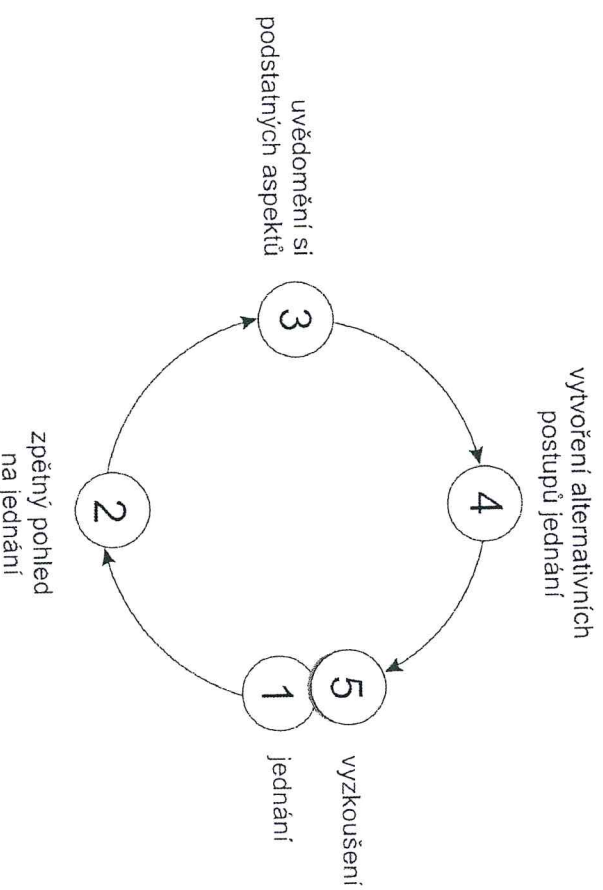 vyzkoušení
jednání
5
1
vytvoření alternativních
postupů jednání
4
2
zpětný pohled
na jednání
3
uvědomění si
podstatných aspektů